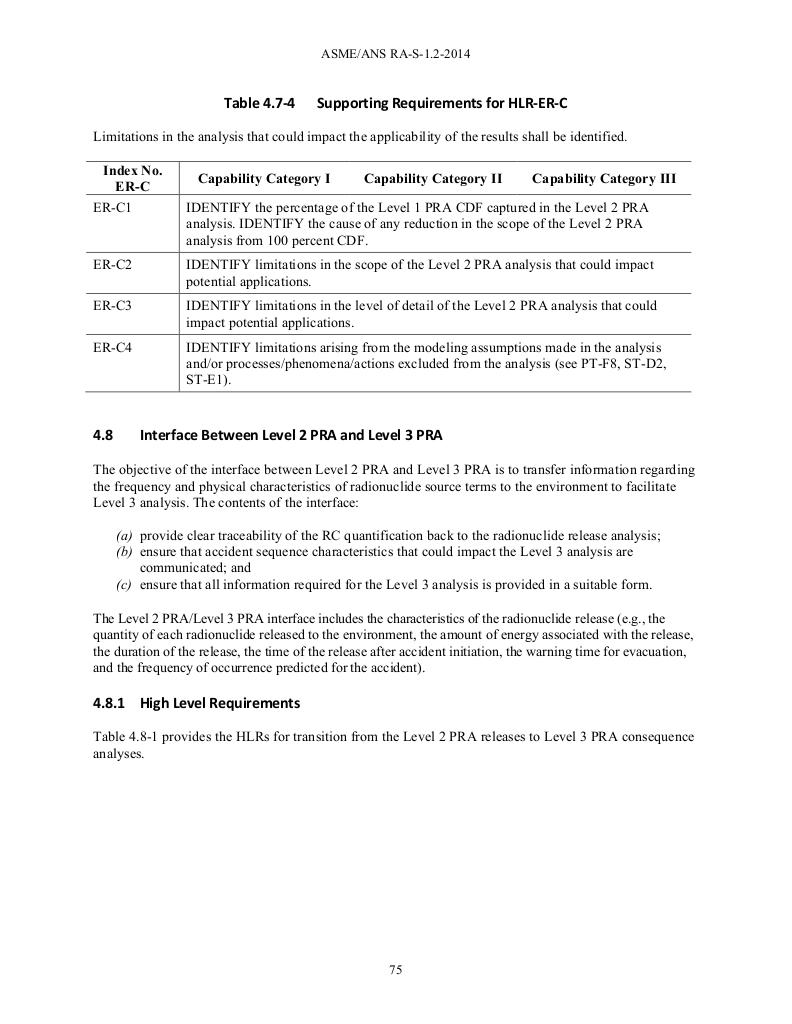 ASME/ANS RA-S-1.2-2014
Table 4.7-4 Supporting Requirements for HLR-ER-C
Limitations in the analysis that could impact the applicability of the results shall be identified.
Index No.
ER-C
Capability Category I Capability Category II Capability Category III
ER-C1
IDENTIFY the percentage of the Level 1 PRA CDF captured in the Level 2 PRA
analysis. IDENTIFY the cause of any reduction in the scope of the Level 2 PRA
analysis from 100 percent CDF.
ER-C2
IDENTIFY limitations in the scope of the Level 2 PRA analysis that could impact
potential applications.
ER-C3
IDENTIFY limitations in the level of detail of the Level 2 PRA analysis that could
impact potential applications.
ER-C4
IDENTIFY limitations arising from the modeling assumptions made in the analysis
and/or processes/phenomena/actions excluded from the analysis (see PT-F8, ST-D2,
ST-E1).
4.8 Interface Between Level 2 PRA and Level 3 PRA
The objective of the interface between Level 2 PRA and Level 3 PRA is to transfer information regarding
the frequency and physical characteristics of radionuclide source terms to the environment to facilitate
Level 3 analysis. The contents of the interface:
(a) provide clear traceability of the RC quantification back to the radionuclide release analysis;
(b) ensure that accident sequence characteristics that could impact the Level 3 analysis are
communicated; and
(c) ensure that all information required for the Level 3 analysis is provided in a suitable form.
The Level 2 PRA/Level 3 PRA interface includes the characteristics of the radionuclide release (e.g., the
quantity of each radionuclide released to the environment, the amount of energy associated with the release,
the duration of the release, the time of the release after accident initiation, the warning time for evacuation,
and the frequency of occurrence predicted for the accident).
4.8.1 High Level Requirements
Table 4.8-1 provides the HLRs for transition from the Level 2 PRA releases to Level 3 PRA consequence
analyses.
75